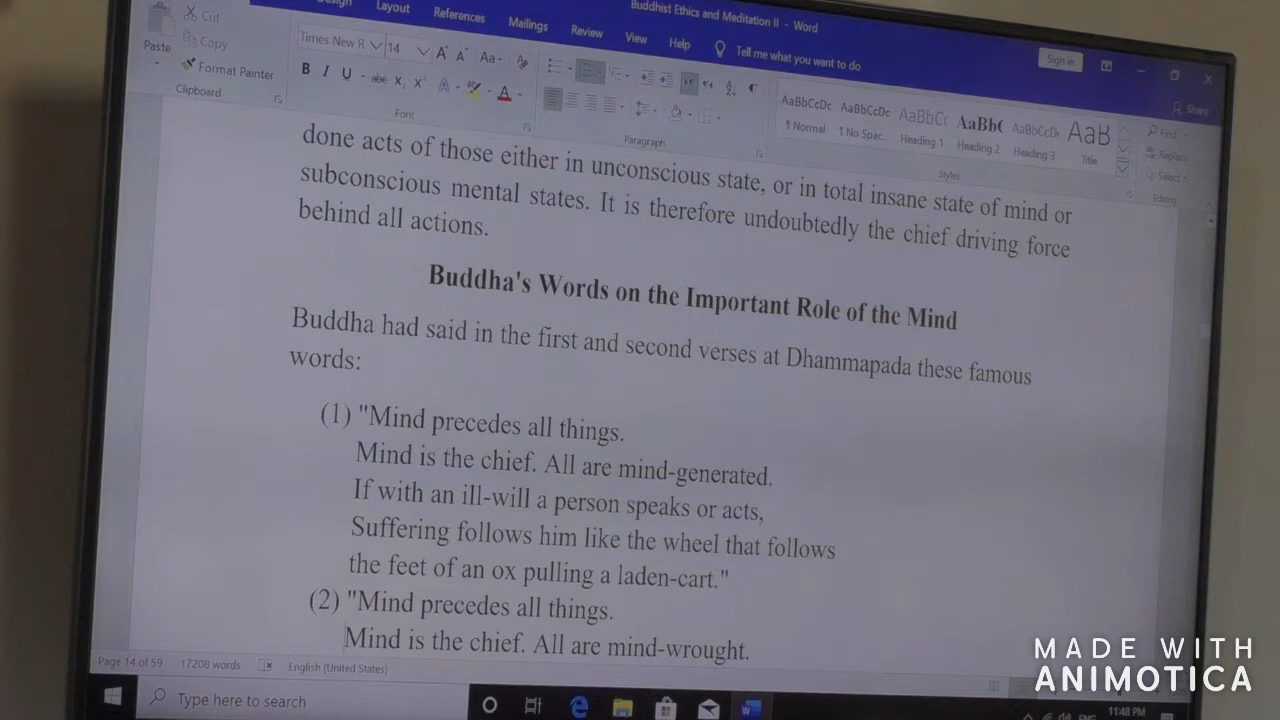 Buddhist Ethics and Meditation II - Word
Sign in
Design Layout References Mailings Review View Help Tell me what you want to do
Share
Paste
Cut
Copy
Format Painter
Clipboard
Times New R 14
Font
Paragraph
AaBbCcDc AaBbCcDc AaBbCc AaBbC AaBbCcD AaB
¶ Normal ¶ No Spac... Heading 1 Heading 2 Heading 3 Title
Styles
Find
Replace
Select
Editing
done acts of those either in unconscious state, or in total insane state of mind or
subconscious mental states. It is therefore undoubtedly the chief driving force
behind all actions.
Buddha's Words on the Important Role of the Mind
Buddha had said in the first and second verses at Dhammapada these famous
words:
(1) "Mind precedes all things.
Mind is the chief. All are mind-generated.
If with an ill-will a person speaks or acts,
Suffering follows him like the wheel that follows
the feet of an ox pulling a laden-cart."
(2) "Mind precedes all things.
Mind is the chief. All are mind-wrought.
Page 14 of 59 17208 words English (United States)
Type here to search
ENG 11:48 PM
MADE WITH
ANIMOTICA